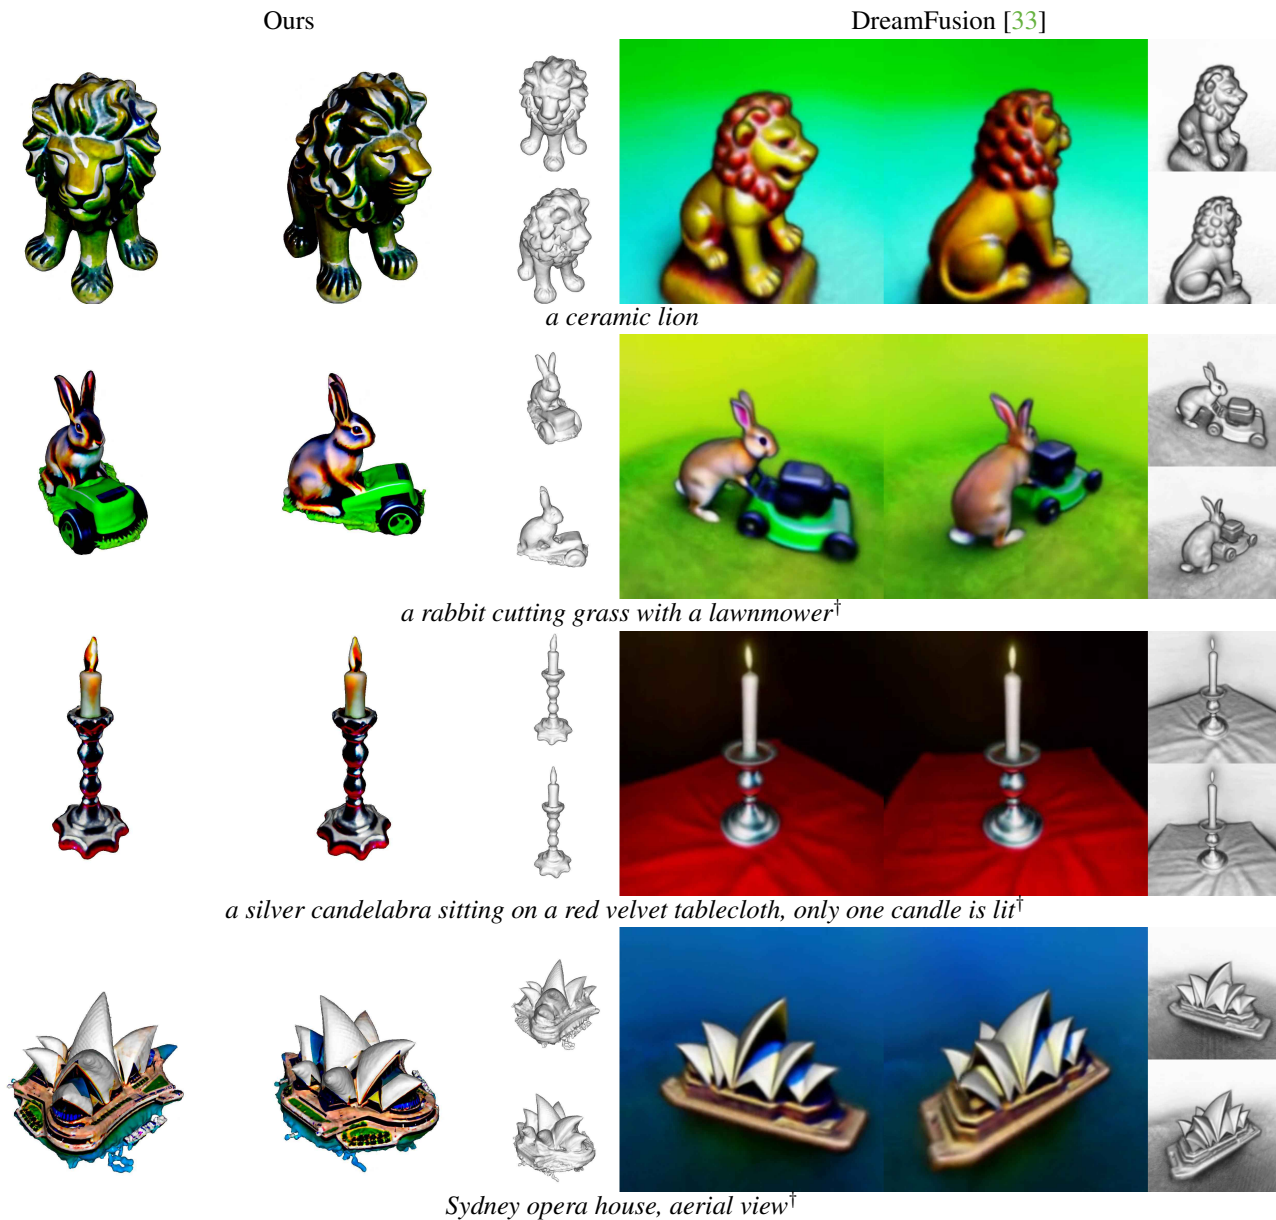 Ours
DreamFusion [33]
a ceramic lion
a rabbit cutting grass with a lawnmower†
a silver candelabra sitting on a red velvet tablecloth, only one candle is lit†
Sydney opera house, aerial view†